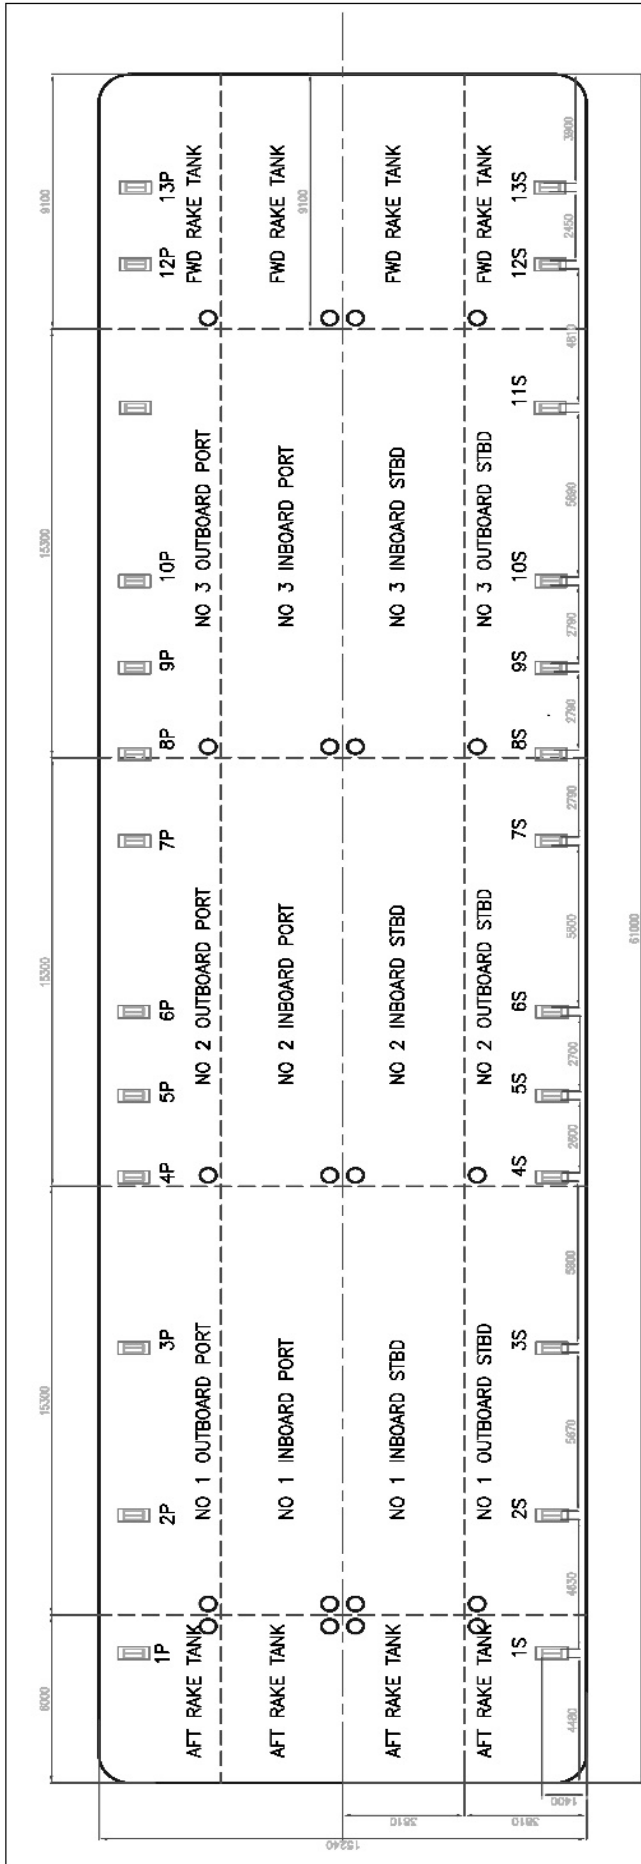 6000 15300 15300 15300 9100
1P 2P 3P 4P 5P 6P 7P 8P 9P 10P 12P 13P
AFT RAKE TANK NO 1 OUTBOARD PORT NO 2 OUTBOARD PORT NO 3 OUTBOARD PORT FWD RAKE TANK
AFT RAKE TANK NO 1 INBOARD PORT NO 2 INBOARD PORT NO 3 INBOARD PORT FWD RAKE TANK
9100
15240
AFT RAKE TANK NO 1 INBOARD STBD NO 2 INBOARD STBD NO 3 INBOARD STBD FWD RAKE TANK
3810
AFT RAKE TANK NO 1 OUTBOARD STBD NO 2 OUTBOARD STBD NO 3 OUTBOARD STBD FWD RAKE TANK
3810
1S 2S 3S 4S 5S 6S 7S 8S 9S 10S 11S 12S 13S
1400
4480 4630 5670 5800 2600 2700 5800 2790 2790 2790 5890 4810 2450 3900
61000